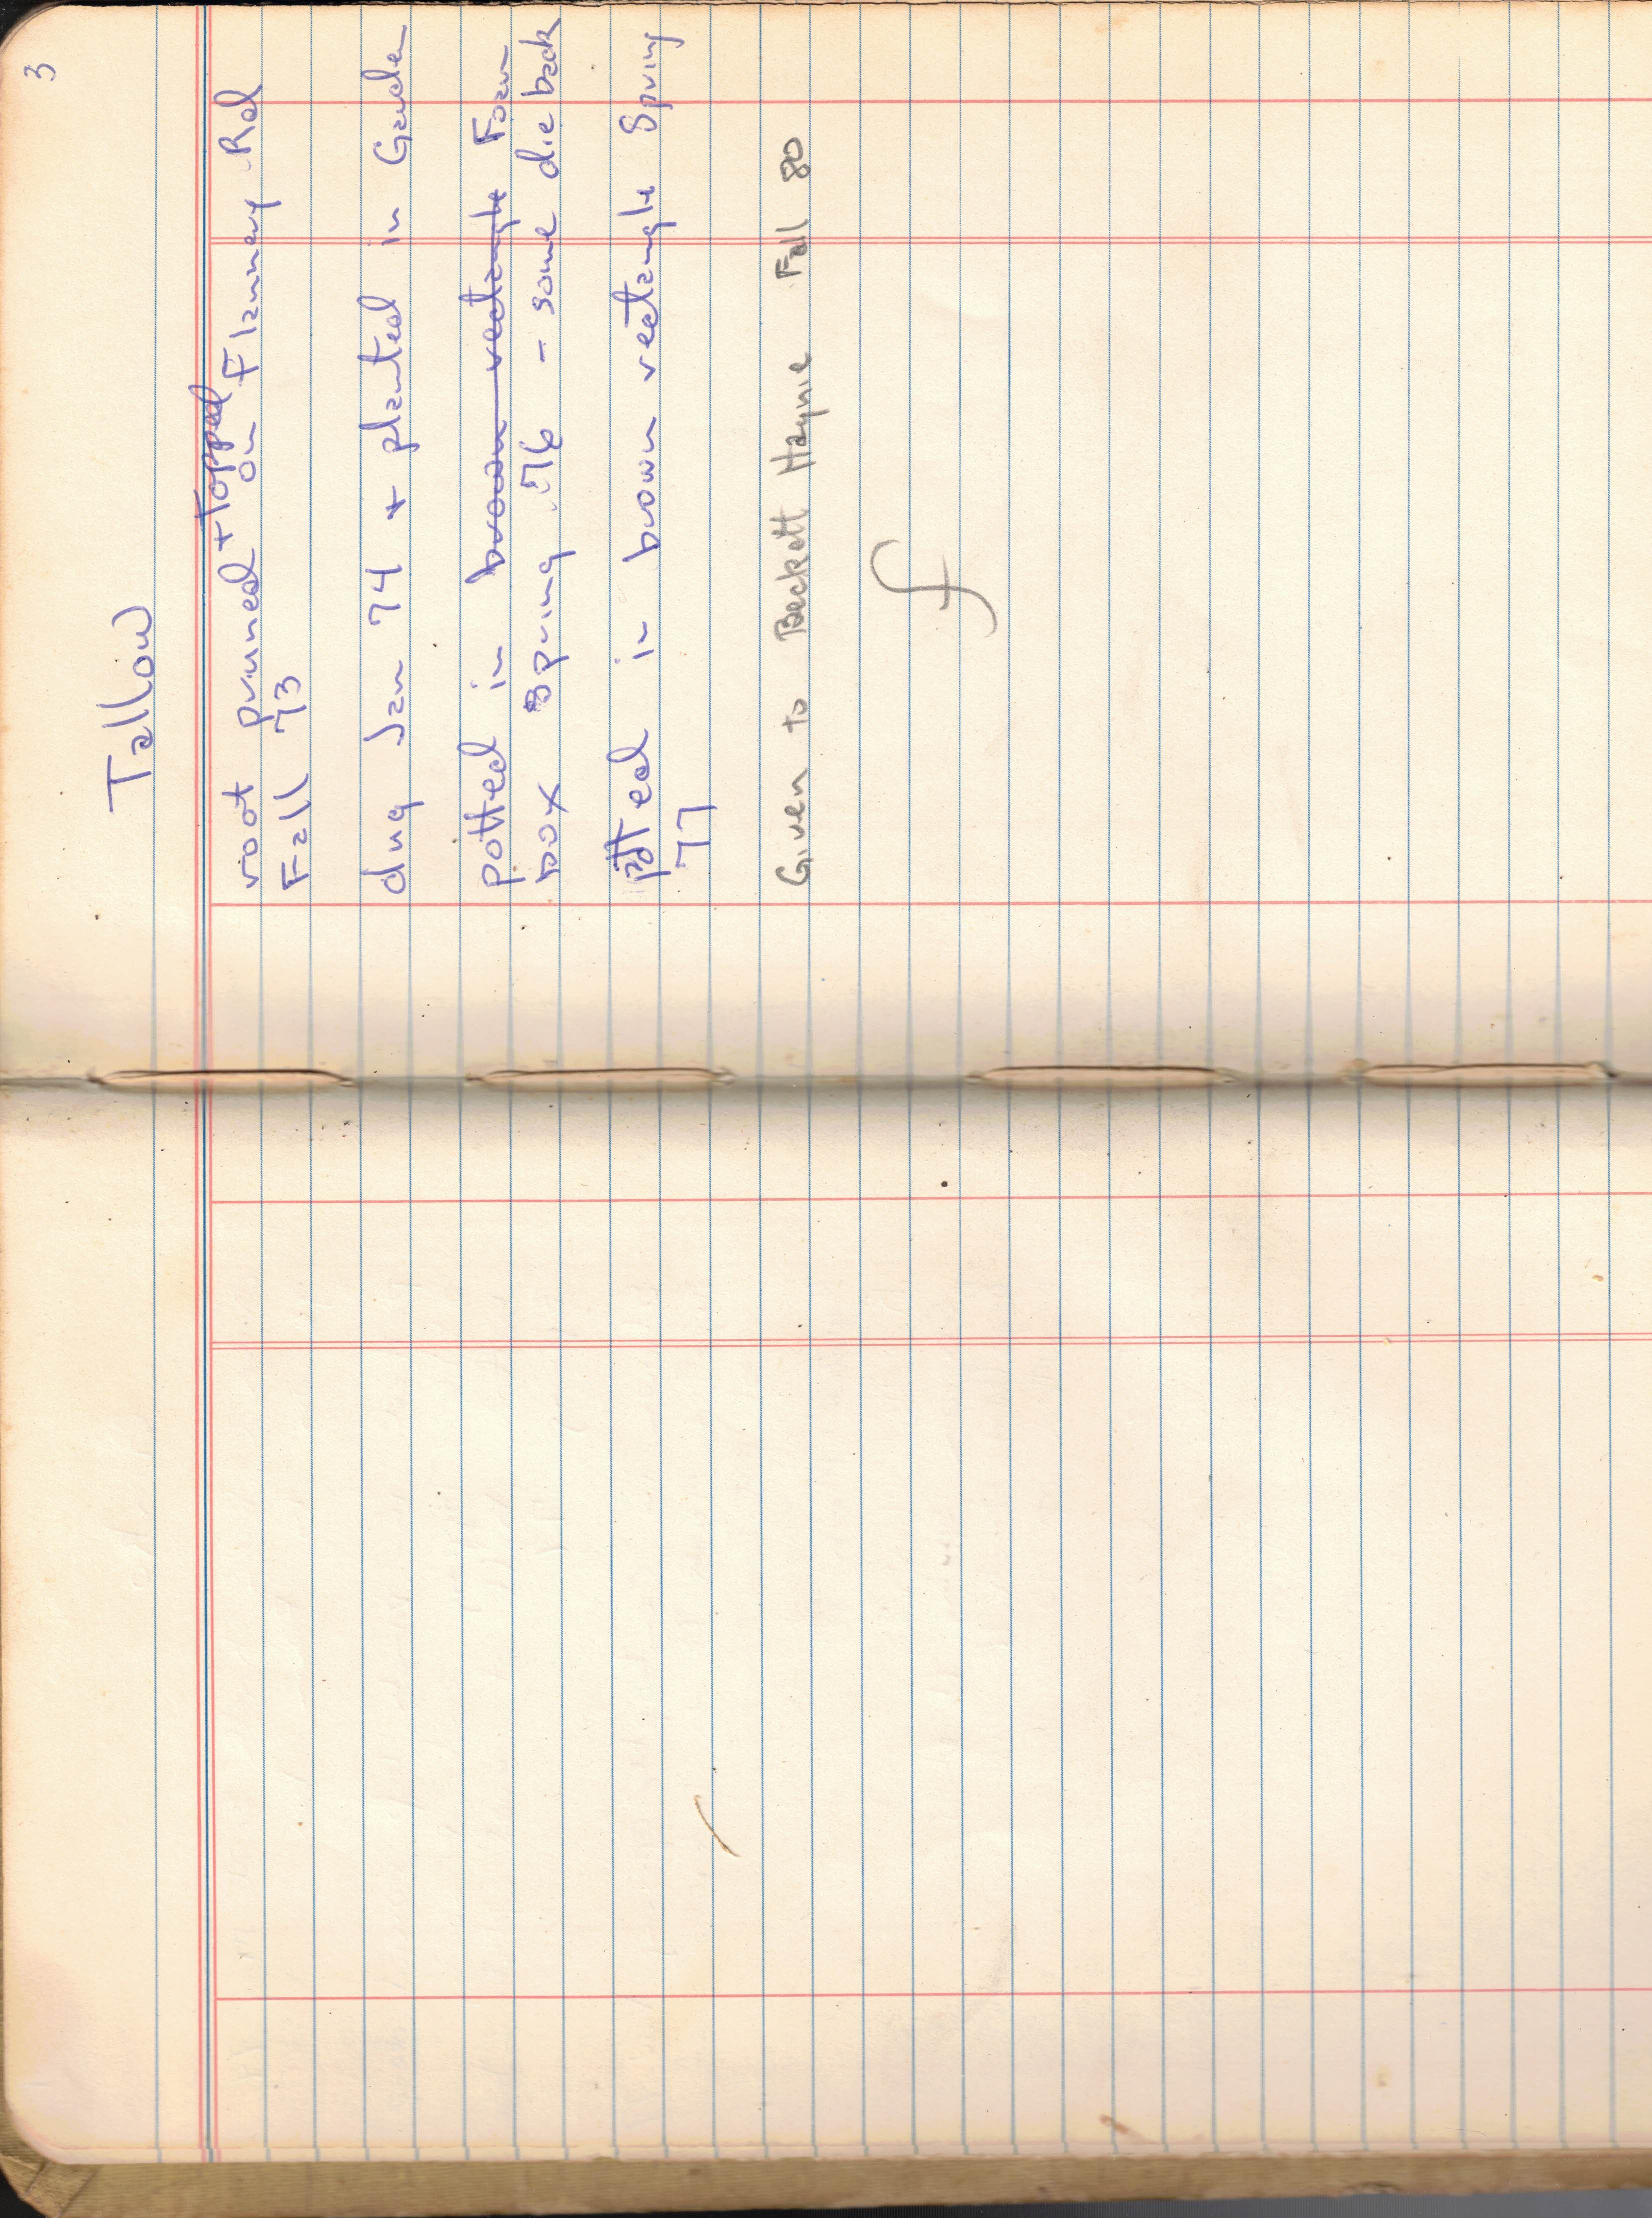 3
Tallow
+ Topped
root pruned on Flannery Rd
Fall 73
dug Jan 74 + planted in Garden
potted in brown rectangle Foam
box Spring 76 - some die back
potted in brown rectangle Spring
77
Given to Beckett Haynie Fall 80
f